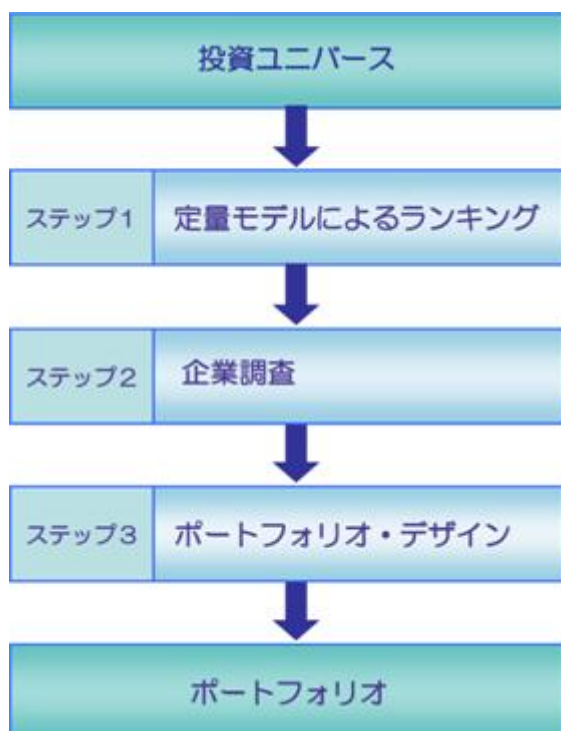 投資ユニバース
ステップ1 定量モデルによるランキング
ステップ2 企業調査
ステップ3 ポートフォリオ・デザイン
ポートフォリオ